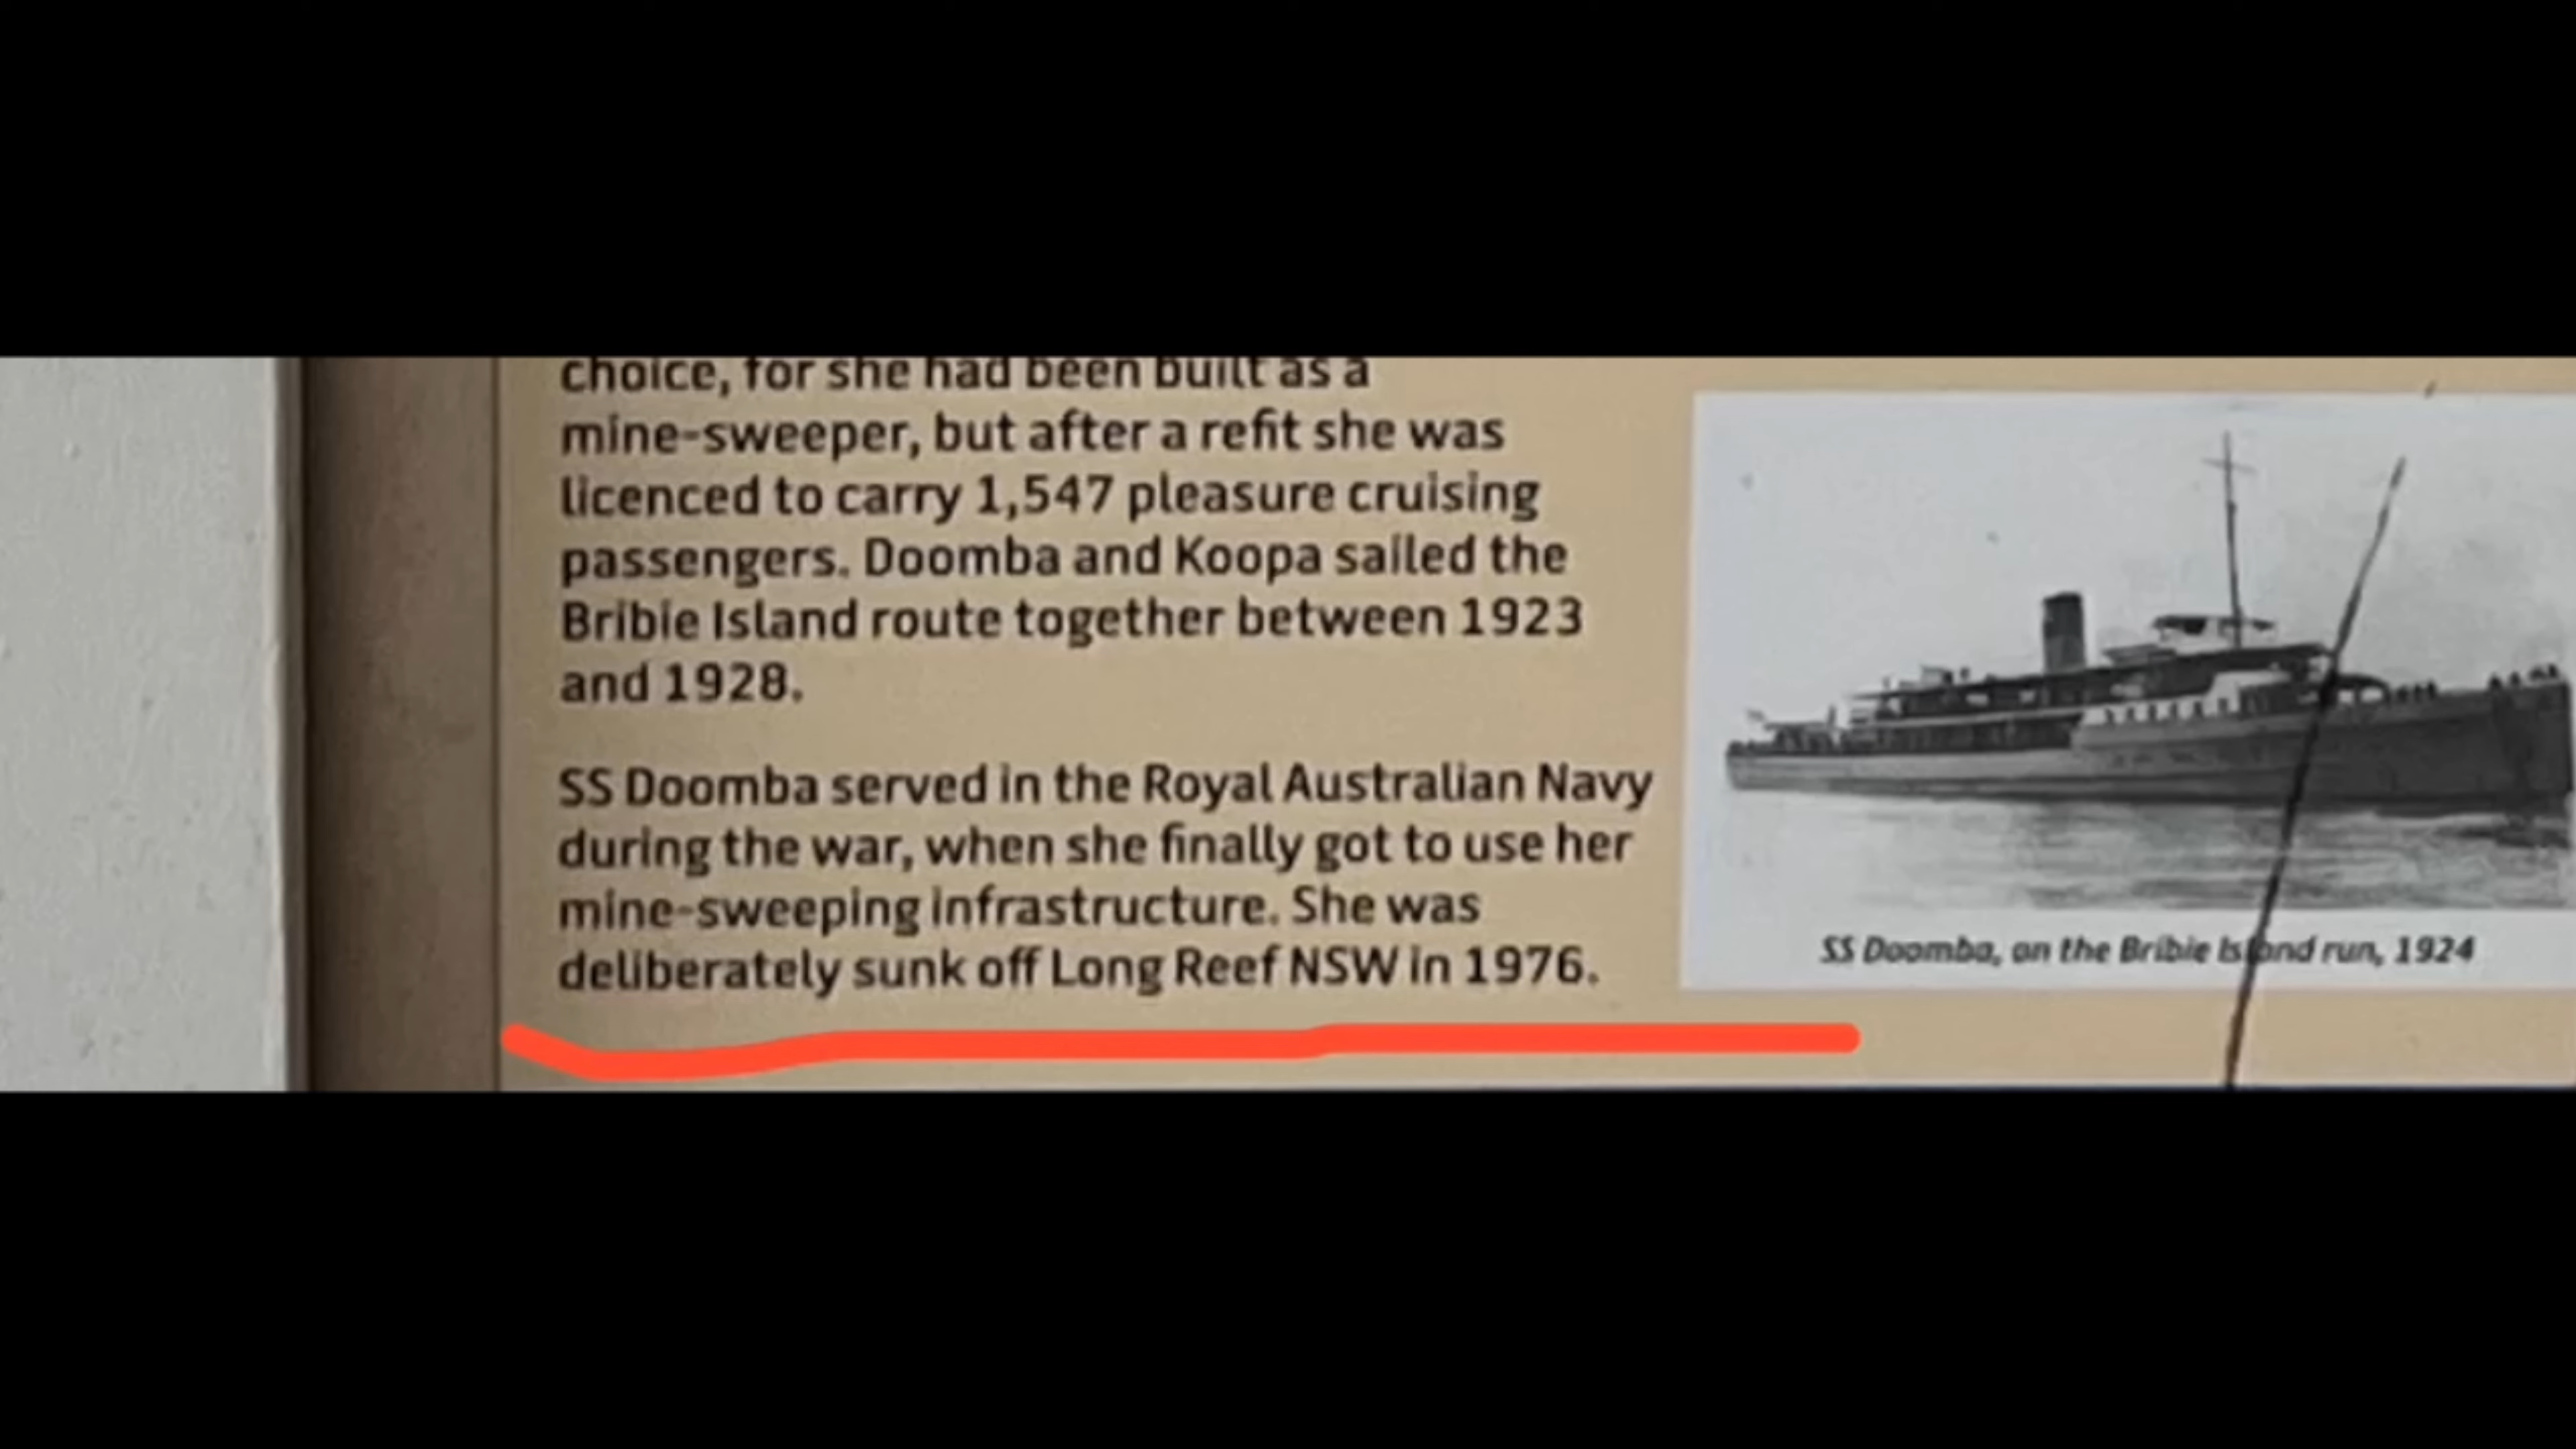 choice, for she had been built as a
mine-sweeper, but after a refit she was
licenced to carry 1,547 pleasure cruising
passengers. Doomba and Koopa sailed the
Bribie Island route together between 1923
and 1928.
SS Doomba served in the Royal Australian Navy
during the war, when she finally got to use her
mine-sweeping infrastructure. She was
deliberately sunk off Long Reef NSW in 1976.
SS Doomba, on the Bribie Island run, 1924